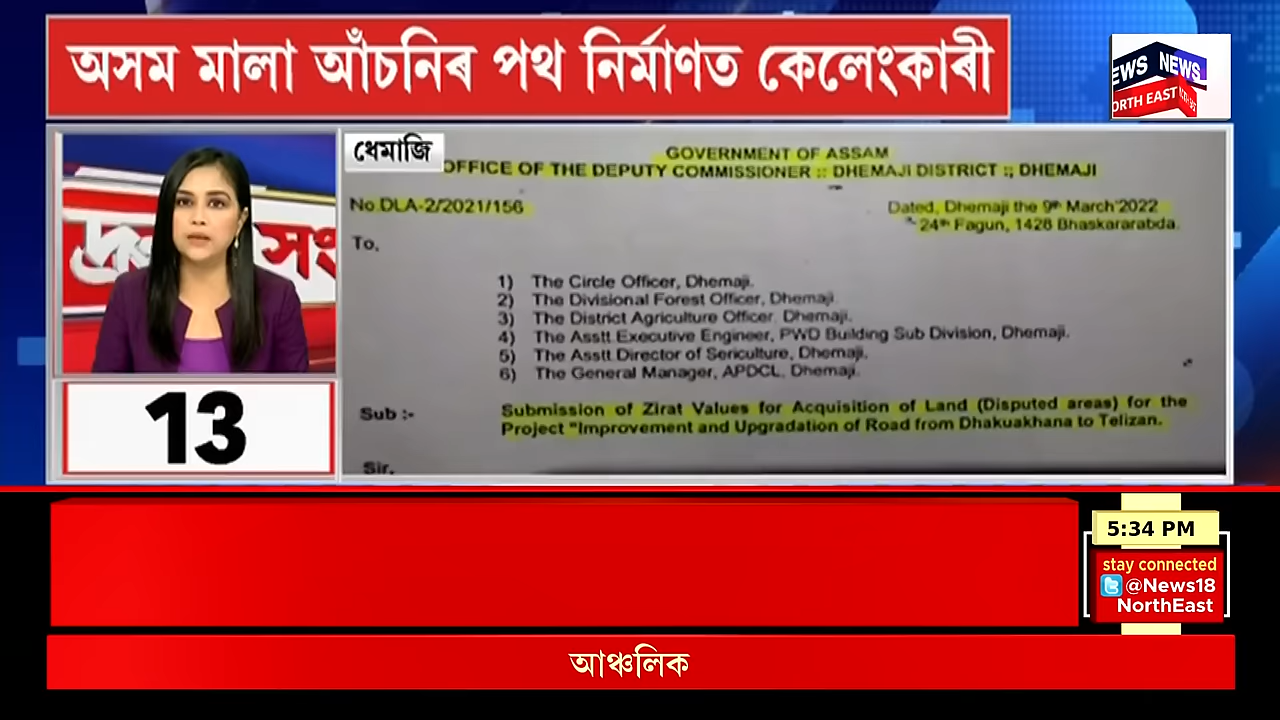 অসম মালা আঁচনিৰ পথ নিৰ্মাণত কেলেংকাৰী
NEWS
ধেমাজি
GOVERNMENT OF ASSAM
OFFICE OF THE DEPUTY COMMISSIONER :: DHEMAJI DISTRICT :; DHEMAJI
No.DLA-2/2021/156
Dated, Dhemaji the 9th March'2022
24th Fagun, 1428 Bhaskararabda.
To,
1) The Circle Officer, Dhemaji.
2) The Divisional Forest Officer, Dhemaji.
3) The District Agriculture Officer, Dhemaji.
4) The Asstt Executive Engineer, PWD Building Sub Division, Dhemaji.
5) The Asstt Director of Sericulture, Dhemaji.
6) The General Manager, APDCL, Dhemaji.
Sub :- Submission of Zirat Values for Acquisition of Land (Disputed areas) for the
Project "Improvement and Upgradation of Road from Dhakuakhana to Telizan.
Sir,
13
5:34 PM
stay connected
@News18
NorthEast
আঞ্চলিক